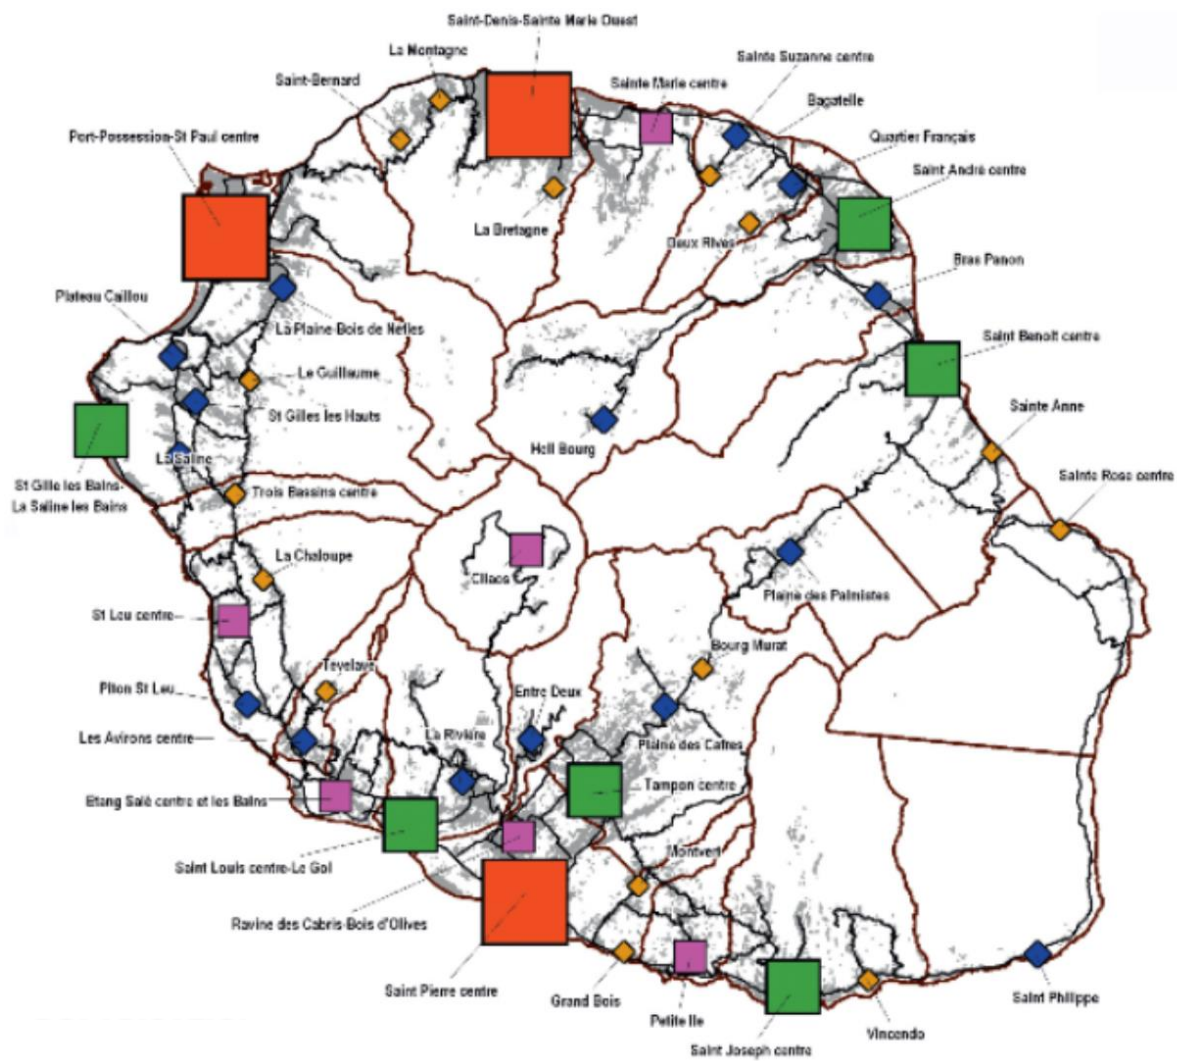 Saint-Denis-Sainte Marie Ouest
La Montagne
Sainte Suzanne centre
Saint-Bernard
Sainte Marie centre
Bagatelle
Port-Possession-St Paul centre
Quartier Français
Saint André centre
La Bretagne
Deux Rives
Bras Panon
Plateau Caillou
La Plaine-Bois de Nefles
Saint Benoit centre
Le Guillaume
Sainte Anne
St Gilles les Hauts
Hell Bourg
La Saline
Sainte Rose centre
St Gille les Bains-
La Saline les Bains
Trois Bassins centre
La Chaloupe
Cilaos
Plaine des Palmistes
St Leu centre
Bourg Murat
Tevelave
Piton St Leu
Entre Deux
Les Avirons centre
La Rivière
Plaine des Cafres
Tampon centre
Etang Salé centre et les Bains
Montvert
Saint Louis centre-Le Gol
Ravine des Cabris-Bois d'Olives
Saint Pierre centre
Grand Bois
Saint Philippe
Petite Ile
Vincendo
Saint Joseph centre